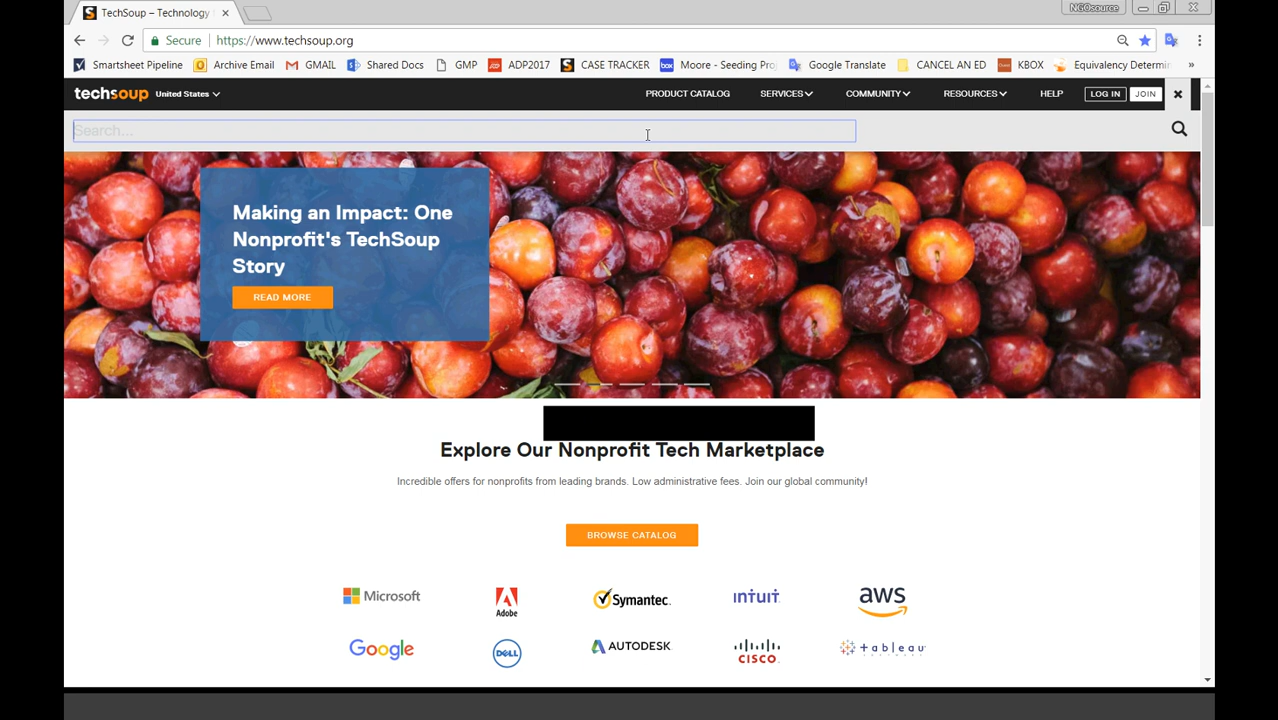 TechSoup – Technology
NGOsource
Secure
https://www.techsoup.org
Smartsheet Pipeline
Archive Email
GMAIL
Shared Docs
GMP
ADP2017
CASE TRACKER
Moore - Seeding Proj
Google Translate
CANCEL AN ED
KBOX
Equivalency Determin
»
techsoup
United States
PRODUCT CATALOG
SERVICES
COMMUNITY
RESOURCES
HELP
LOG IN
JOIN
Search...
Making an Impact: One
Nonprofit's TechSoup
Story
READ MORE
Explore Our Nonprofit Tech Marketplace
Incredible offers for nonprofits from leading brands. Low administrative fees. Join our global community!
BROWSE CATALOG
Microsoft
Adobe
Symantec.
intuit
aws
Google
DELL
AUTODESK
CISCO
tableau